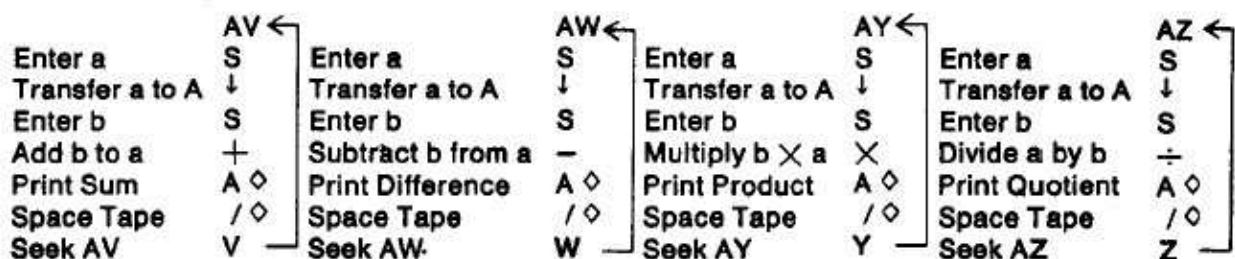 AV ←
Enter a S
Transfer a to A ↓
Enter b S
Add b to a +
Print Sum A ◇
Space Tape / ◇
Seek AV V
AW ←
Enter a S
Transfer a to A ↓
Enter b S
Subtract b from a −
Print Difference A ◇
Space Tape / ◇
Seek AW. W
AY ←
Enter a S
Transfer a to A ↓
Enter b S
Multiply b × a ×
Print Product A ◇
Space Tape / ◇
Seek AY Y
AZ ←
Enter a S
Transfer a to A ↓
Enter b S
Divide a by b ÷
Print Quotient A ◇
Space Tape / ◇
Seek AZ Z